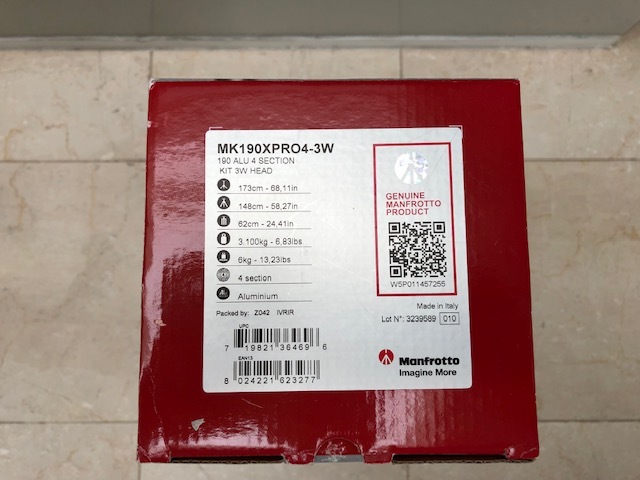 MK190XPRO4-3W
190 ALU 4 SECTION
KIT 3W HEAD
173cm - 68,11in
148cm - 58,27in
62cm - 24,41in
3.100kg - 6,83lbs
6kg - 13,23lbs
4 section
Aluminium
Packed by: Z042 IVRIR
UPC
7 19821 36469 6
EAN13
8 024221 623277
GENUINE
MANFROTTO
PRODUCT
W5P011457255
Made in Italy
Lot N°: 3239589 010
Manfrotto
Imagine More